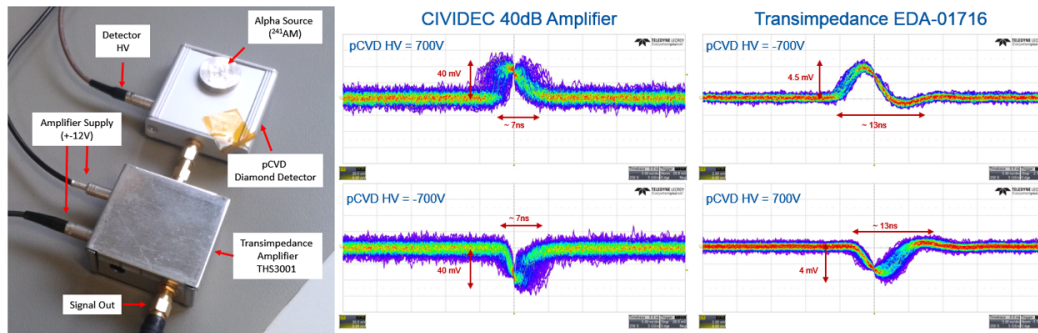 Detector
HV
Alpha Source
(²⁴¹AM)
Amplifier Supply
(+-12V)
pCVD
Diamond Detector
Transimpedance
Amplifier
THS3001
Signal Out
CIVIDEC 40dB Amplifier
Transimpedance EDA-01716
pCVD HV = 700V
TELEDYNE LECROY
40 mV
~ 7ns
pCVD HV = -700V
TELEDYNE LECROY
4.5 mV
~ 13ns
pCVD HV = -700V
TELEDYNE LECROY
~ 7ns
40 mV
pCVD HV = 700V
TELEDYNE LECROY
~ 13ns
4 mV